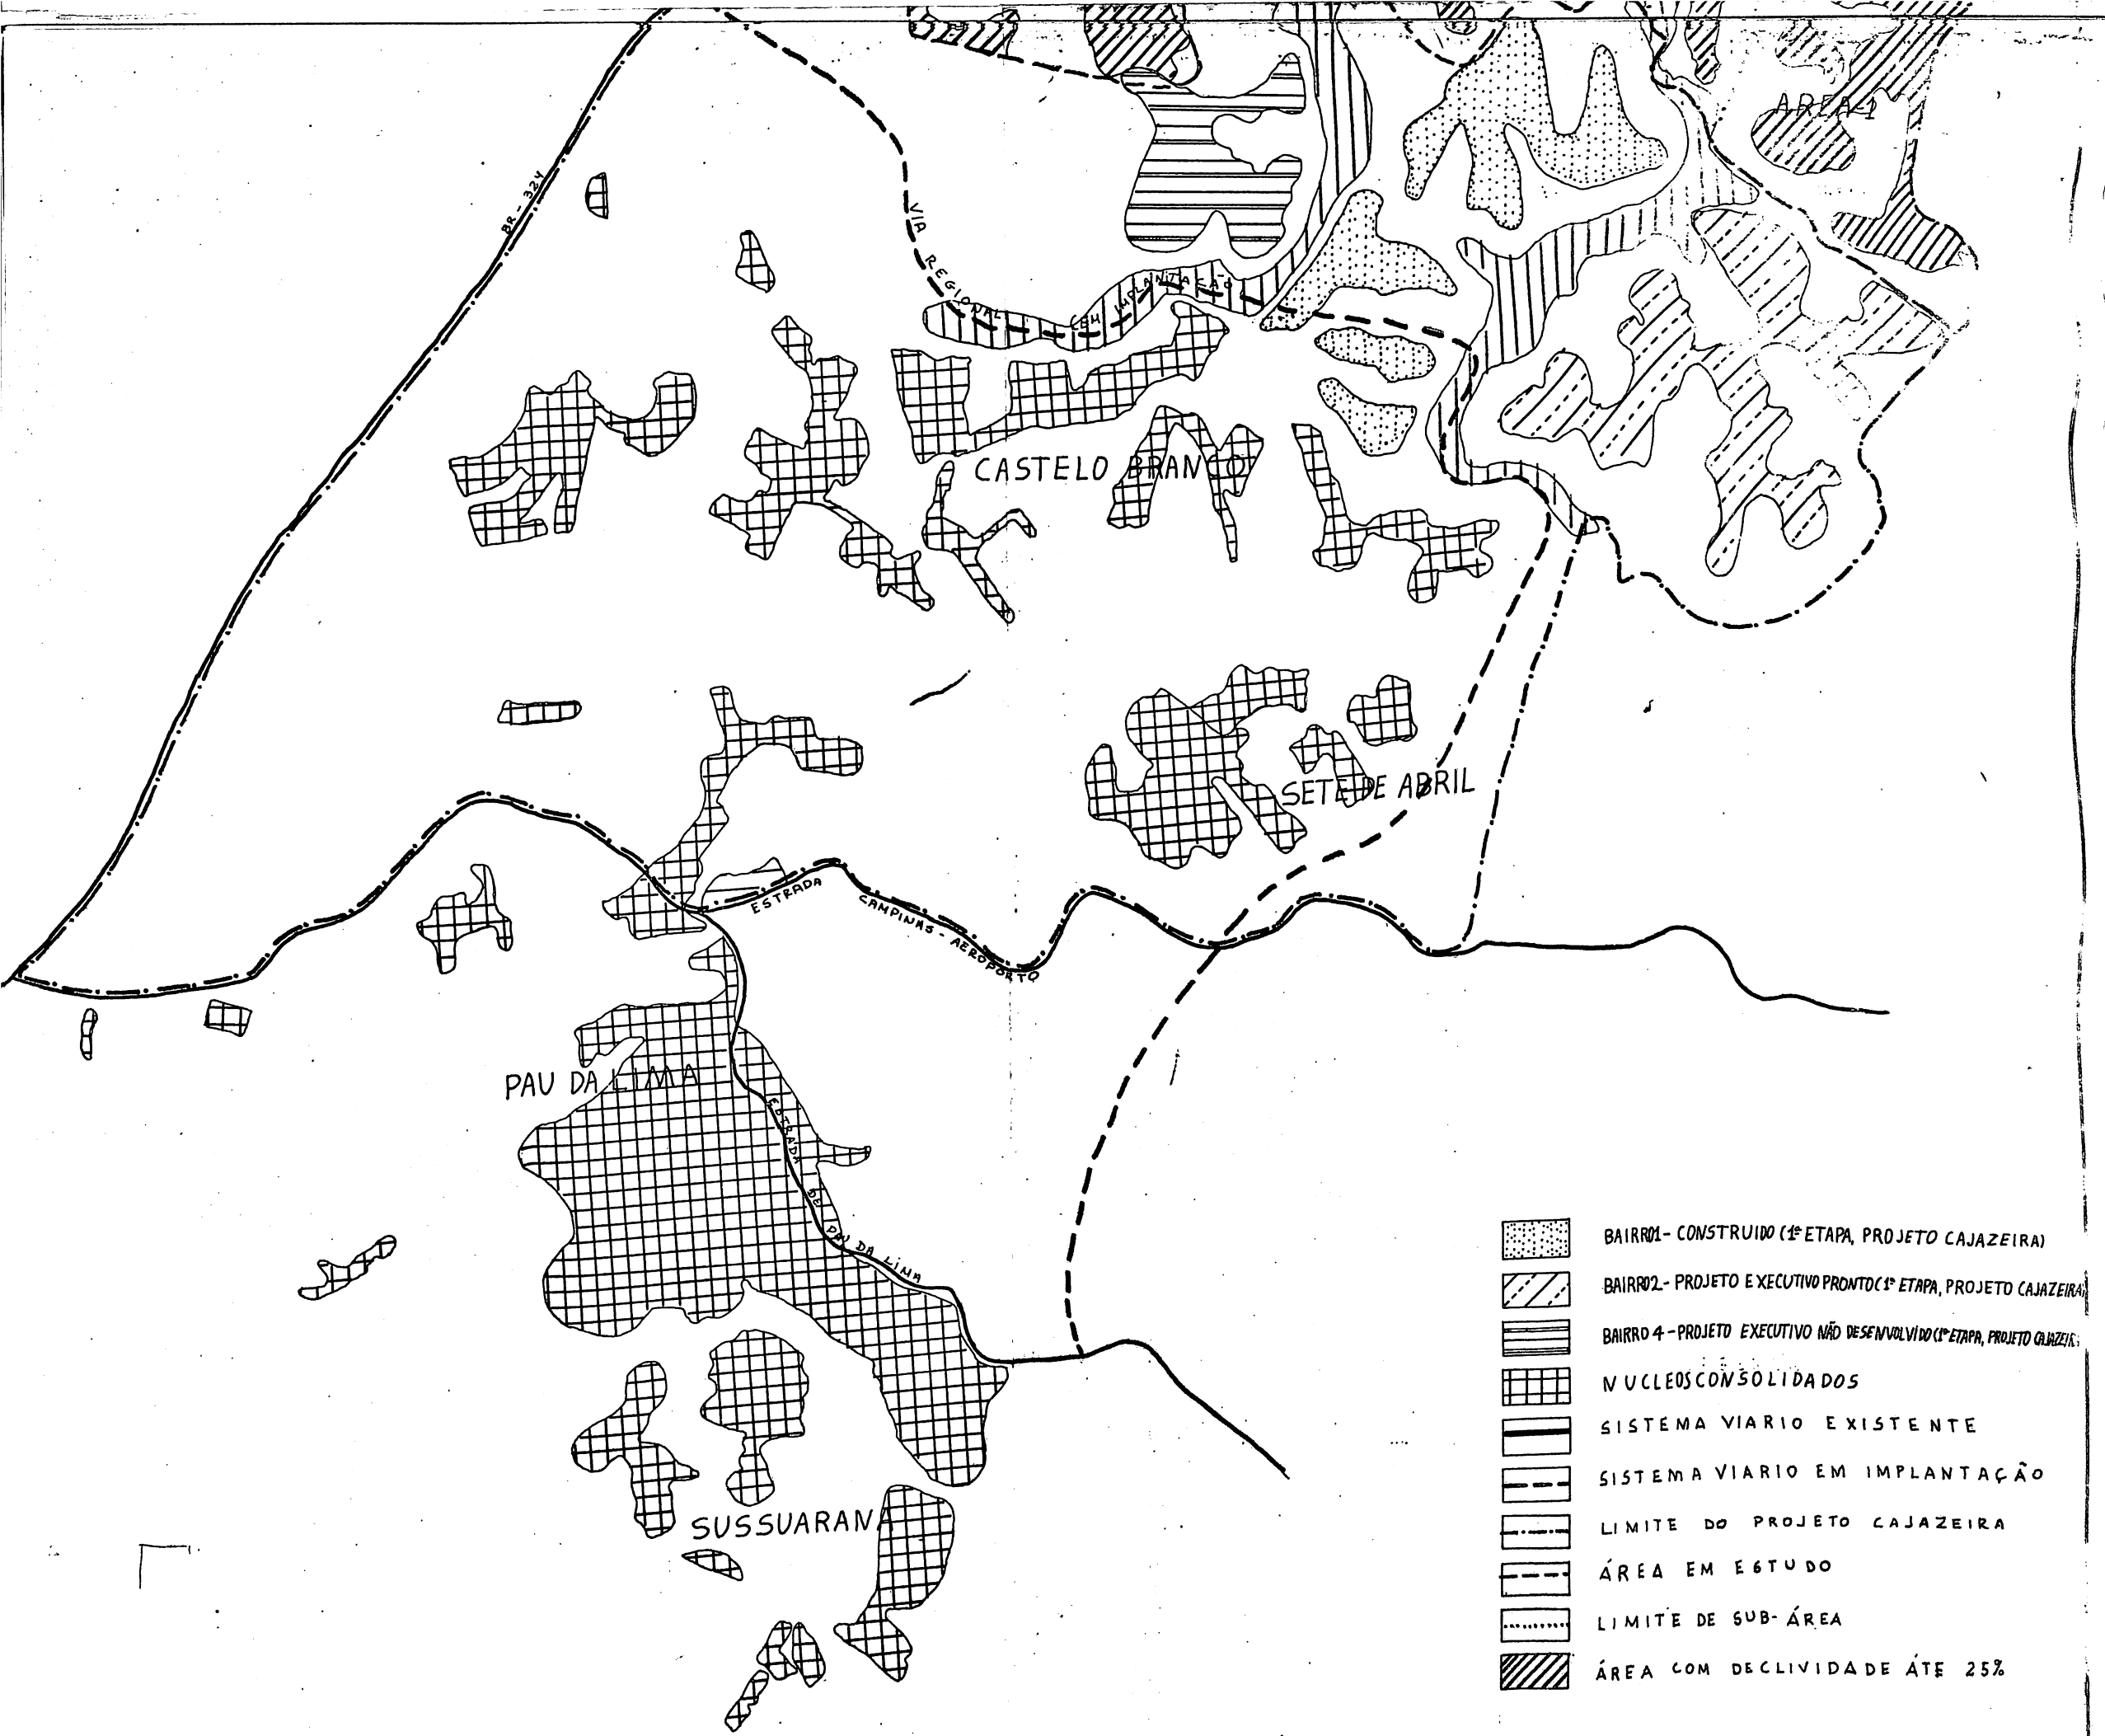 AREA-1
BR-324
VIA REGIONAL (EM IMPLANTAÇÃO)
CASTELO BRANCO
SETE DE ABRIL
ESTRADA CAMPINAS-AEROPORTO
PAU DA LIMA
ESTRADA DE PAU DA LIMA
SUSSUARANA
BAIRRO1-CONSTRUIDO (1ª ETAPA, PROJETO CAJAZEIRA)
BAIRRO2-PROJETO EXECUTIVO PRONTO (1ª ETAPA, PROJETO CAJAZEIRA)
BAIRRO 4-PROJETO EXECUTIVO NÃO DESENVOLVIDO (1ª ETAPA, PROJETO CAJAZEIR
NUCLEOS CONSOLIDADOS
SISTEMA VIARIO EXISTENTE
SISTEMA VIARIO EM IMPLANTAÇÃO
LIMITE DO PROJETO CAJAZEIRA
ÁREA EM ESTUDO
LIMITE DE SUB-ÁREA
ÁREA COM DECLIVIDADE ÁTE 25%